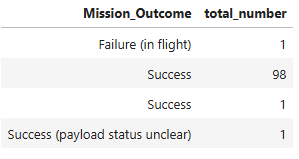 Mission_Outcome total_number
Failure (in flight) 1
Success 98
Success 1
Success (payload status unclear) 1